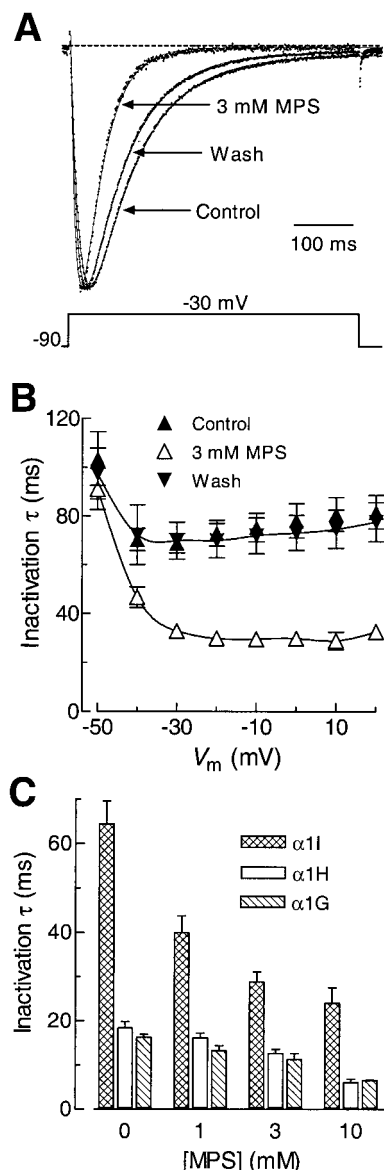 A
3 mM MPS
Wash
Control
100 ms
-30 mV
-90
B
Control
3 mM MPS
Wash
Inactivation τ (ms)
120
80
40
0
-50
-30
-10
10
Vm (mV)
C
α1I
α1H
α1G
Inactivation τ (ms)
60
40
20
0
0
1
3
10
[MPS] (mM)